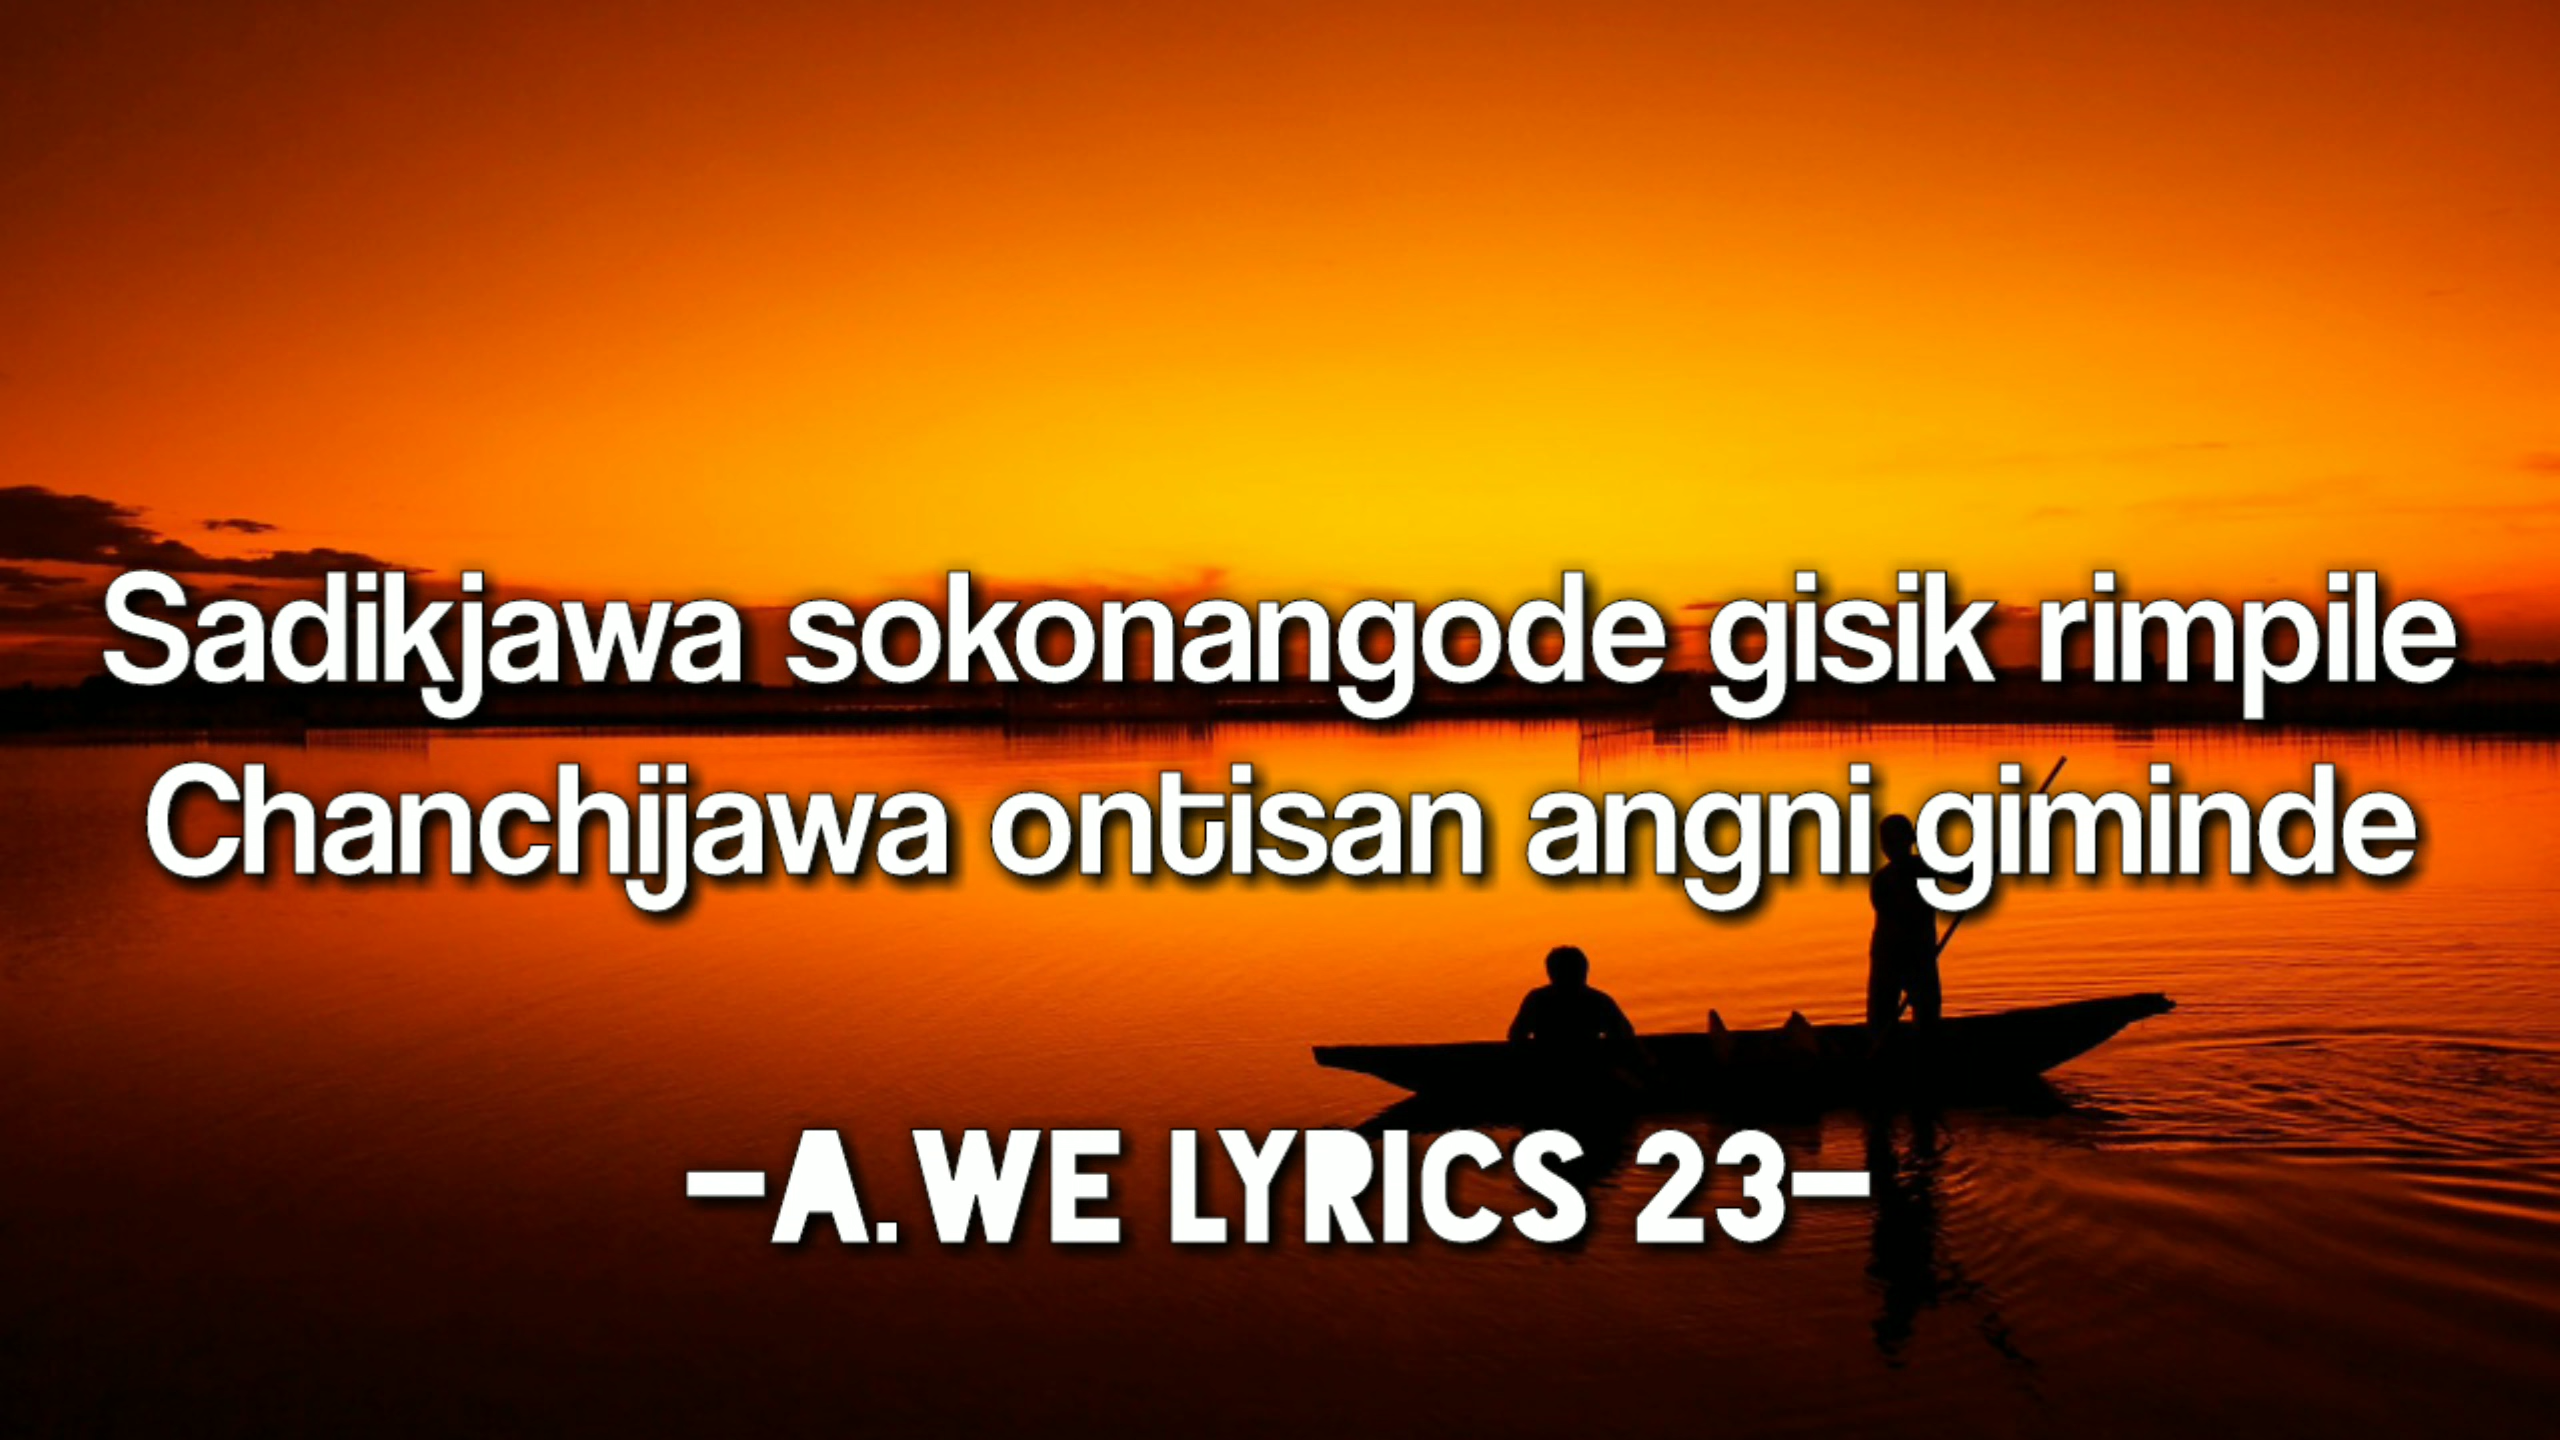 Sadikjawa sokonangode gisik rimpile
Chanchijawa ontisan angni giminde
-A.WE LYRICS 23-